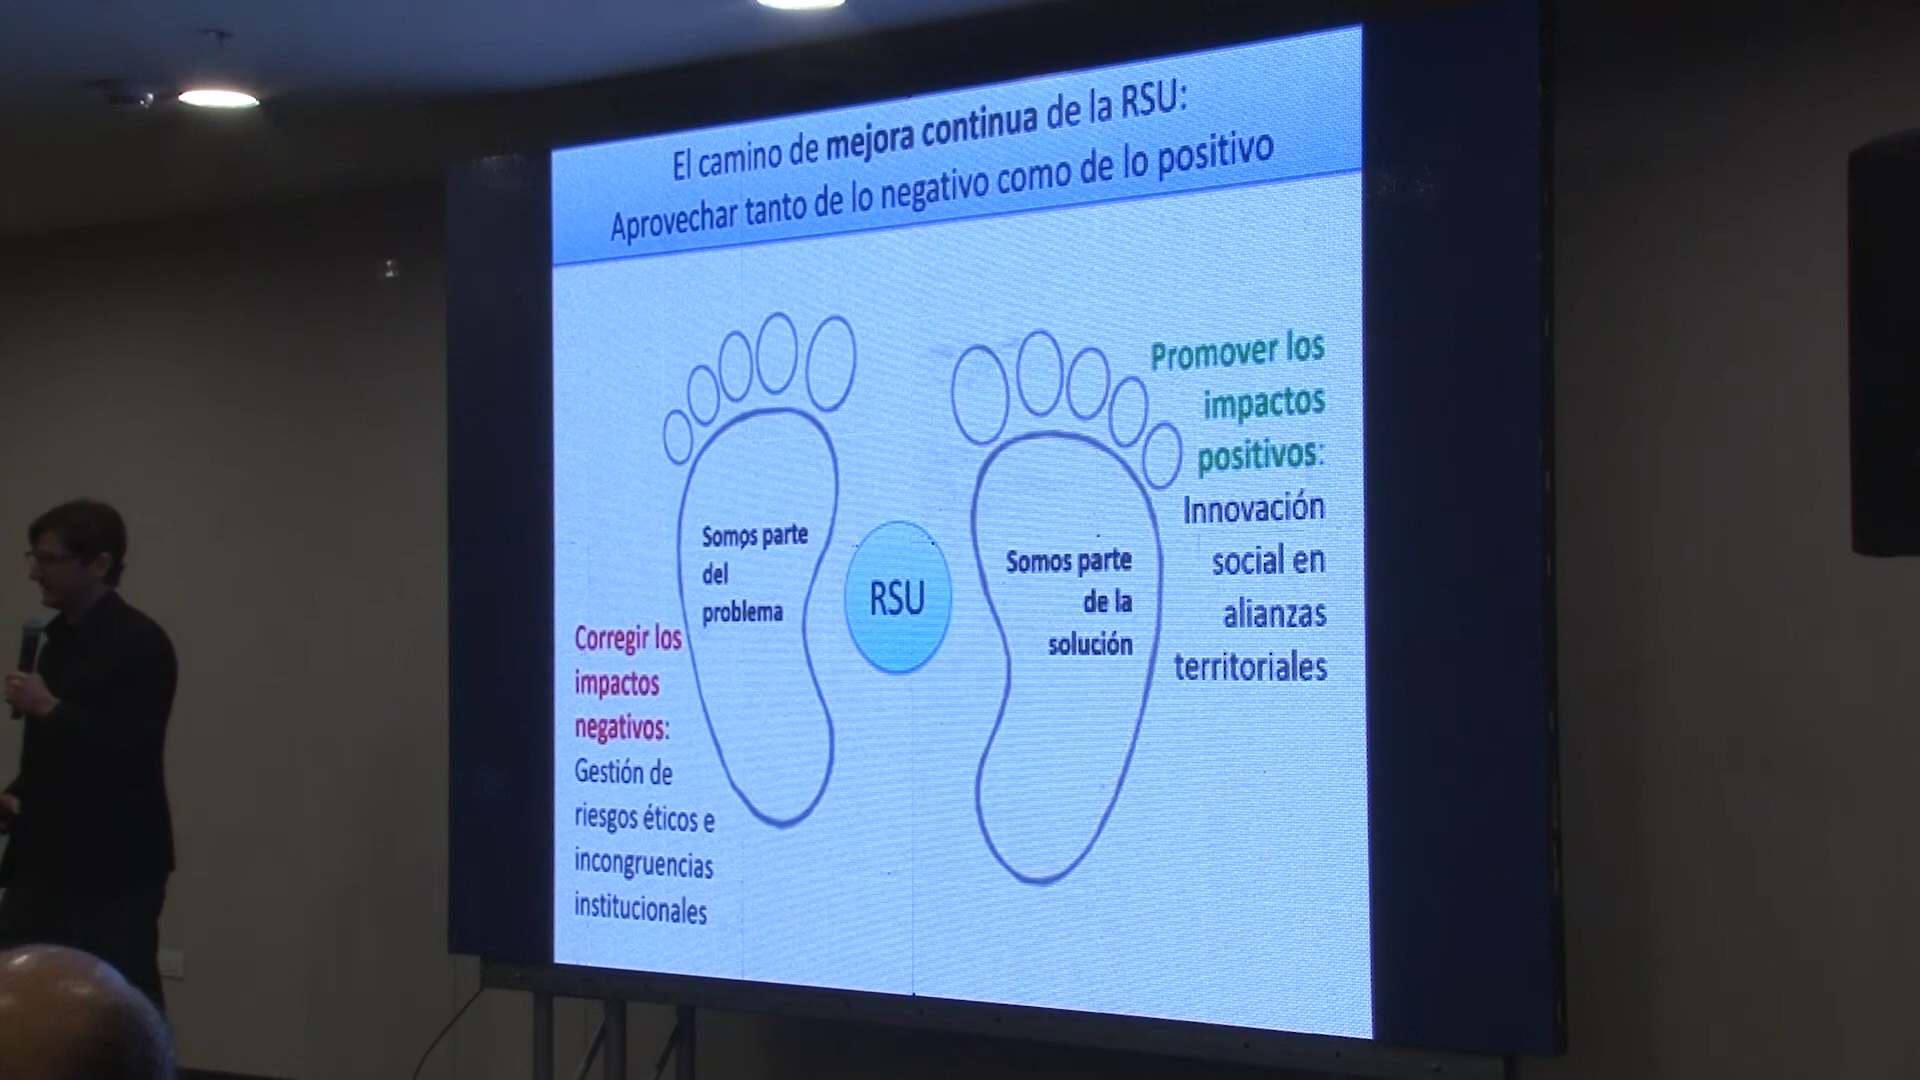 El camino de mejora continua de la RSU:
Aprovechar tanto de lo negativo como de lo positivo
Somos parte
del
problema
Corregir los
impactos
negativos:
Gestión de
riesgos éticos e
incongruencias
institucionales
RSU
Somos parte
de la
solución
Promover los
impactos
positivos:
Innovación
social en
alianzas
territoriales